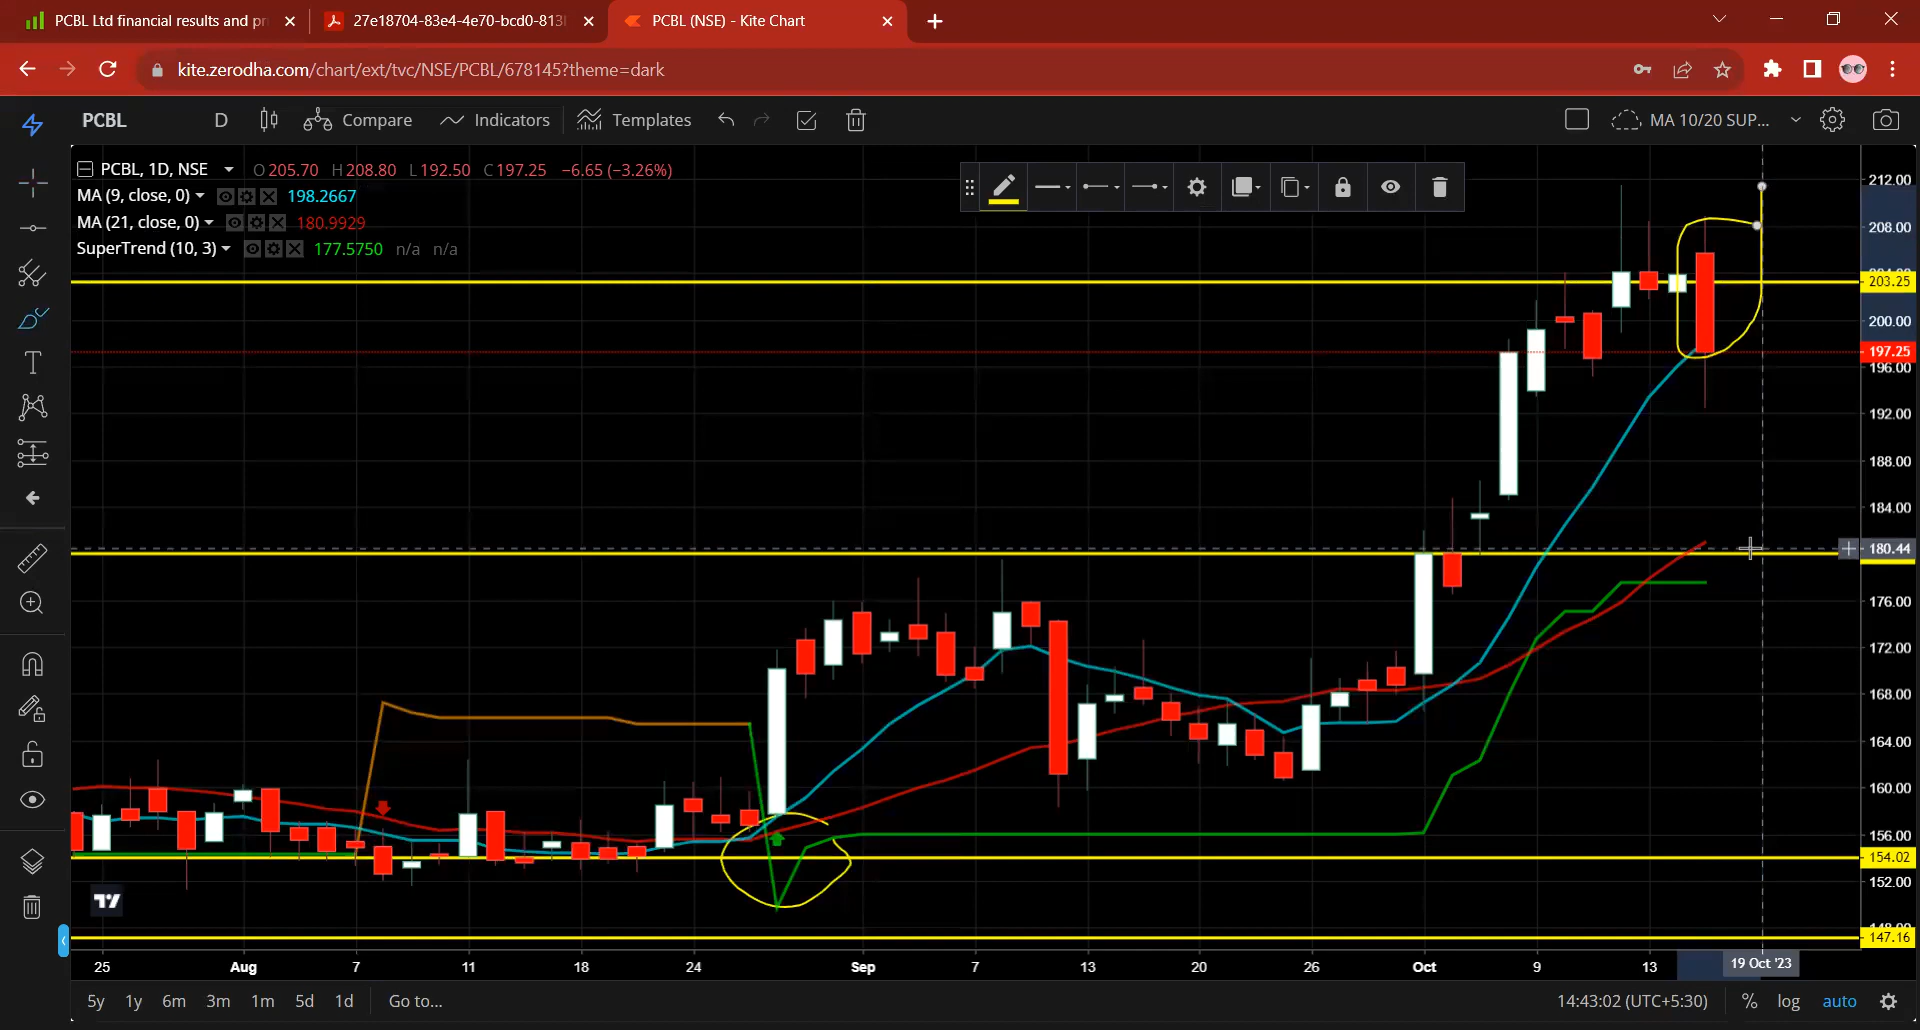 PCBL Ltd financial results and pr
27e18704-83e4-4e70-bcd0-813
PCBL (NSE) - Kite Chart
kite.zerodha.com/chart/ext/tvc/NSE/PCBL/678145?theme=dark
PCBL D Compare Indicators Templates MA 10/20 SUP...
PCBL, 1D, NSE O205.70 H208.80 L192.50 C197.25 −6.65 (−3.26%)
MA (9, close, 0) 198.2667
MA (21, close, 0) 180.9929
SuperTrend (10, 3) 177.5750 n/a n/a
212.00
208.00
203.25
200.00
197.25
196.00
192.00
188.00
184.00
180.44
176.00
172.00
168.00
164.00
160.00
156.00
154.02
152.00
147.16
25 Aug 7 11 18 24 Sep 7 13 20 26 Oct 9 13 19 Oct '23
5y 1y 6m 3m 1m 5d 1d Go to... 14:43:02 (UTC+5:30) % log auto